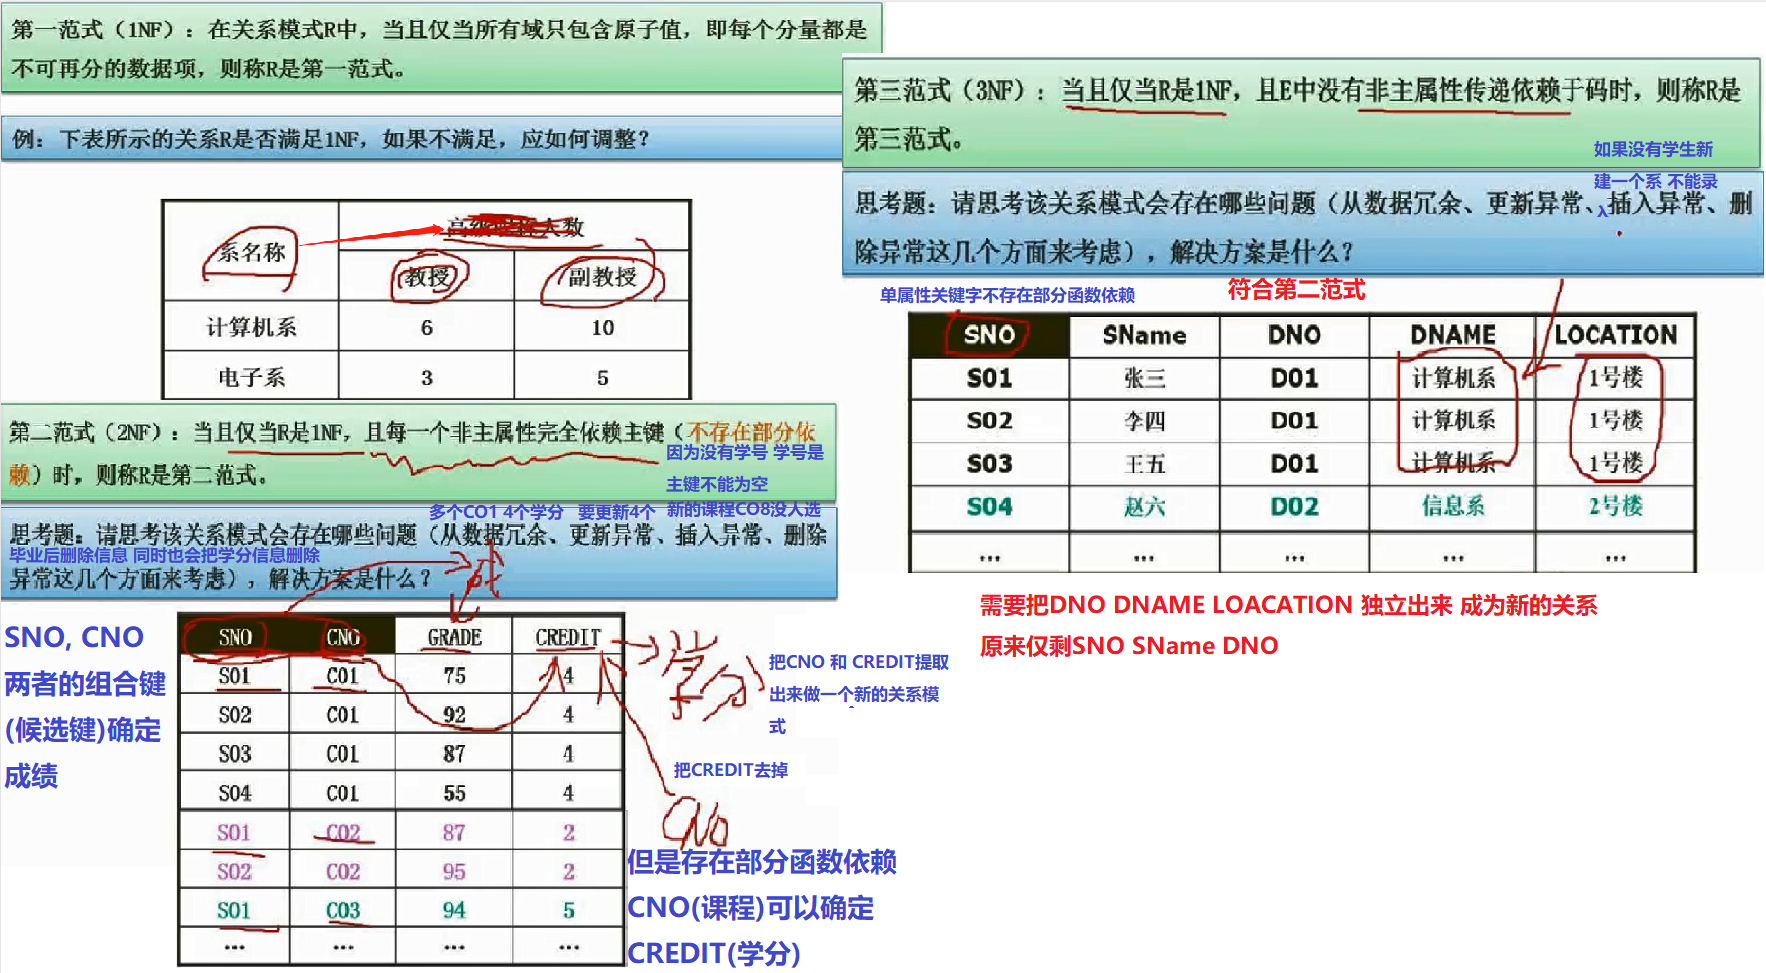 第一范式（1NF）：在关系模式R中，当且仅当所有域只包含原子值，即每个分量都是
不可再分的数据项，则称R是第一范式。
例：下表所示的关系R是否满足1NF，如果不满足，应如何调整？
系名称 人数
教授 副教授
计算机系 6 10
电子系 3 5
第二范式（2NF）：当且仅当R是1NF，且每一个非主属性完全依赖主键（不存在部分依
赖）时，则称R是第二范式。
因为没有学号 学号是
主键不能为空
新的课程CO8没人选
多个CO1 4个学分 要更新4个
思考题：请思考该关系模式会存在哪些问题（从数据冗余、更新异常、插入异常、删除
毕业后删除信息 同时也会把学分信息删除
异常这几个方面来考虑），解决方案是什么？
SNO, CNO
两者的组合键
(候选键)确定
成绩
SNO CNO GRADE CREDIT
S01 C01 75 4
S02 C01 92 4
S03 C01 87 4
S04 C01 55 4
S01 C02 87 2
S02 C02 95 2
S01 C03 94 5
... ... ... ...
学分
把CNO 和 CREDIT提取
出来做一个新的关系模
式
把CREDIT去掉
CNO
但是存在部分函数依赖
CNO(课程)可以确定
CREDIT(学分)
第三范式（3NF）：当且仅当R是1NF，且E中没有非主属性传递依赖于码时，则称R是
第三范式。
如果没有学生新
建一个系 不能录
入
思考题：请思考该关系模式会存在哪些问题（从数据冗余、更新异常、插入异常、删
除异常这几个方面来考虑），解决方案是什么？
单属性关键字不存在部分函数依赖
符合第二范式
SNO SName DNO DNAME LOCATION
S01 张三 D01 计算机系 1号楼
S02 李四 D01 计算机系 1号楼
S03 王五 D01 计算机系 1号楼
S04 赵六 D02 信息系 2号楼
... ... ... ... ...
需要把DNO DNAME LOACATION 独立出来 成为新的关系
原来仅剩SNO SName DNO